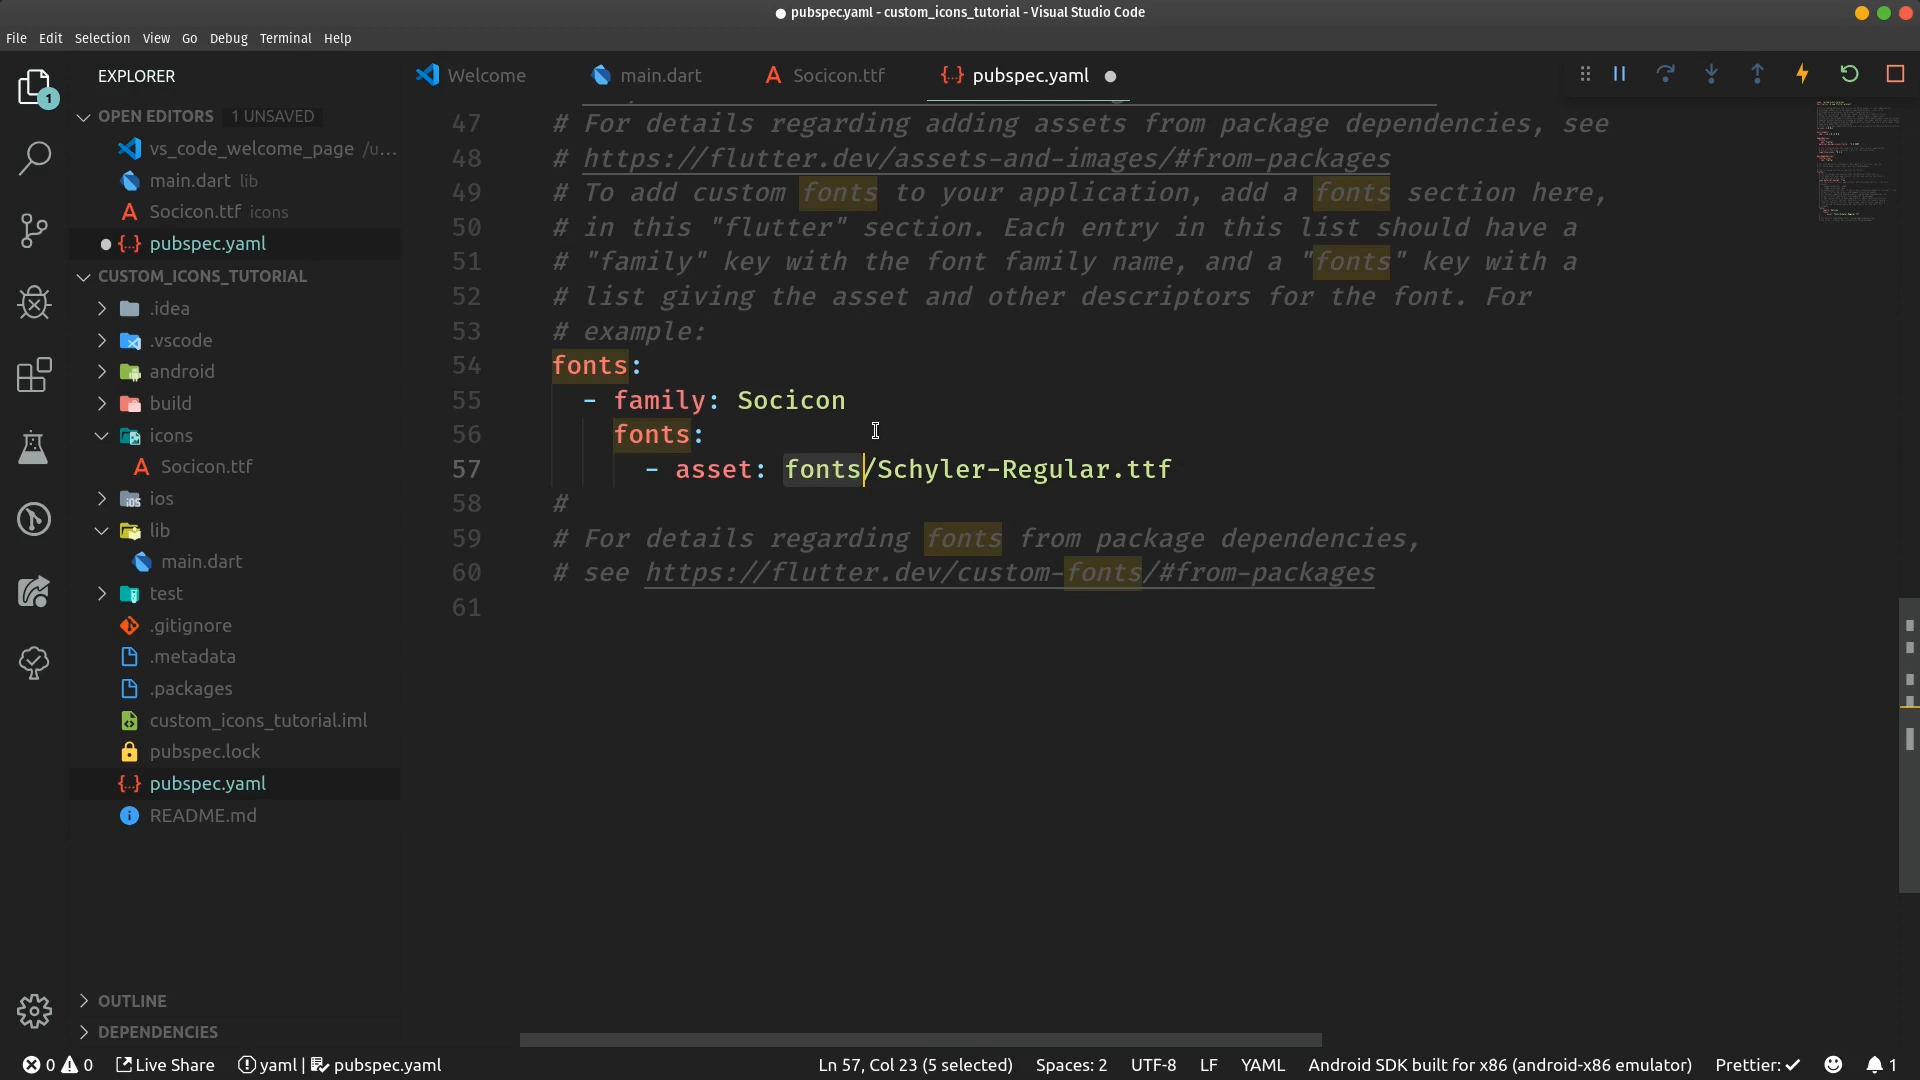 pubspec.yaml - custom_icons_tutorial - Visual Studio Code
File Edit Selection View Go Debug Terminal Help
EXPLORER
OPEN EDITORS 1 UNSAVED
vs_code_welcome_page /u...
main.dart lib
Socicon.ttf icons
pubspec.yaml
CUSTOM_ICONS_TUTORIAL
.idea
.vscode
android
build
icons
Socicon.ttf
ios
lib
main.dart
test
.gitignore
.metadata
.packages
custom_icons_tutorial.iml
pubspec.lock
pubspec.yaml
README.md
OUTLINE
DEPENDENCIES
Welcome main.dart Socicon.ttf pubspec.yaml
47 # For details regarding adding assets from package dependencies, see
48 # https://flutter.dev/assets-and-images/#from-packages
49 # To add custom fonts to your application, add a fonts section here,
50 # in this "flutter" section. Each entry in this list should have a
51 # "family" key with the font family name, and a "fonts" key with a
52 # list giving the asset and other descriptors for the font. For
53 # example:
54 fonts:
55 - family: Socicon
56 fonts:
57 - asset: fonts/Schyler-Regular.ttf
58 #
59 # For details regarding fonts from package dependencies,
60 # see https://flutter.dev/custom-fonts/#from-packages
61
0 0 Live Share yaml | pubspec.yaml Ln 57, Col 23 (5 selected) Spaces: 2 UTF-8 LF YAML Android SDK built for x86 (android-x86 emulator) Prettier: ✓ 1